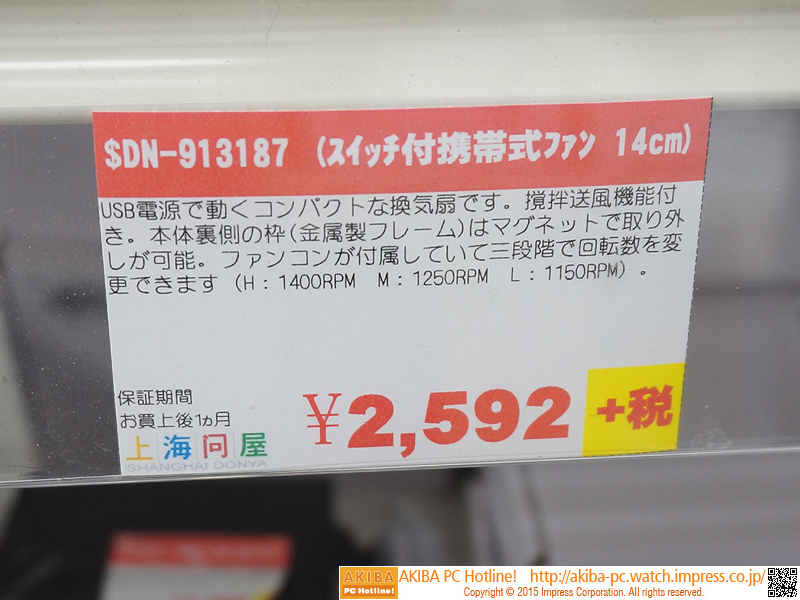 $DN-913187 (スイッチ付携帯式ファン 14cm)
USB電源で動くコンパクトな換気扇です。撹拌送風機能付
き。本体裏側の枠(金属製フレーム)はマグネットで取り外
しが可能。ファンコンが付属していて三段階で回転数を変
更できます(H:1400RPM M:1250RPM L:1150RPM)。
保証期間
お買上後1ヵ月
¥2,592 +税
上海問屋
SHANGHAI DONYA
AKIBA PC Hotline! AKIBA PC Hotline! http://akiba-pc.watch.impress.co.jp/
Copyright © 2015 Impress Corporation. All rights reserved.